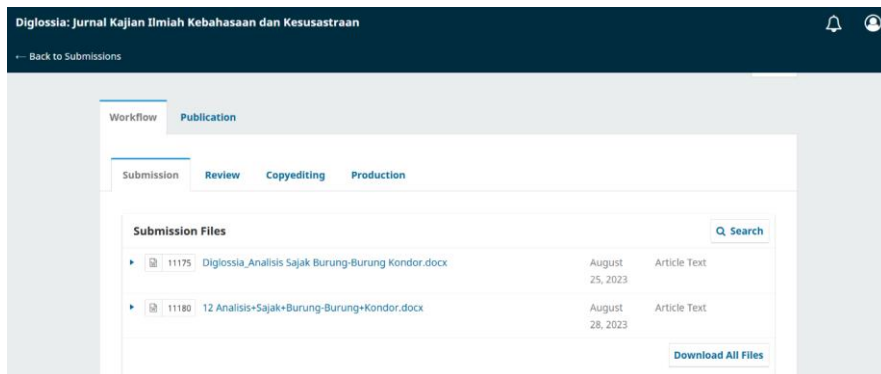 Diglossia: Jurnal Kajian Ilmiah Kebahasaan dan Kesusastraan
← Back to Submissions
Workflow Publication
Submission Review Copyediting Production
Submission Files Search
11175 Diglossia_Analisis Sajak Burung-Burung Kondor.docx August 25, 2023 Article Text
11180 12 Analisis+Sajak+Burung-Burung+Kondor.docx August 28, 2023 Article Text
Download All Files